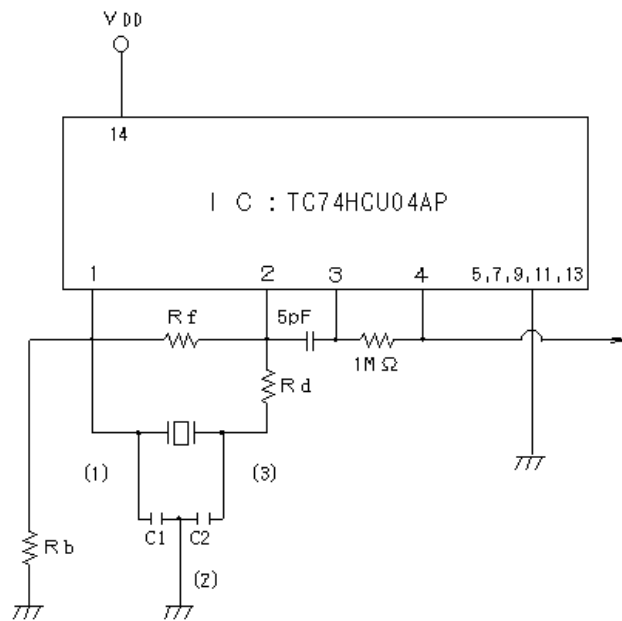 VDD
14
IC:TC74HCU04AP
1 2 3 4 5,7,9,11,13
Rf 5pF
1MΩ
Rd
(1) (3)
C1 C2
Rb
(2)